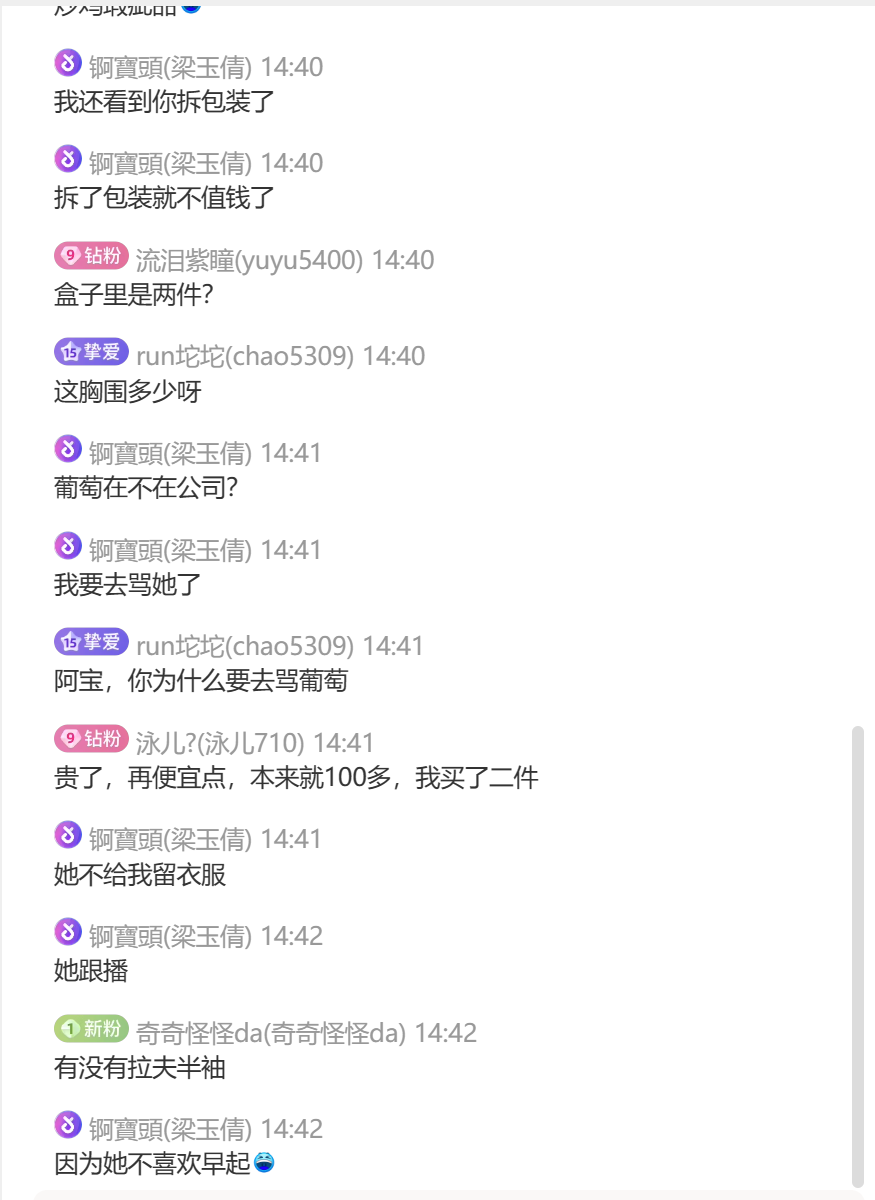 锕寶頭(梁玉倩) 14:40
我还看到你拆包装了
锕寶頭(梁玉倩) 14:40
拆了包装就不值钱了
9 钻粉 流泪紫瞳(yuyu5400) 14:40
盒子里是两件？
15 挚爱 run坨坨(chao5309) 14:40
这胸围多少呀
锕寶頭(梁玉倩) 14:41
葡萄在不在公司？
锕寶頭(梁玉倩) 14:41
我要去骂她了
15 挚爱 run坨坨(chao5309) 14:41
阿宝，你为什么要去骂葡萄
9 钻粉 泳儿?(泳儿710) 14:41
贵了，再便宜点，本来就100多，我买了二件
锕寶頭(梁玉倩) 14:41
她不给我留衣服
锕寶頭(梁玉倩) 14:42
她跟播
1 新粉 奇奇怪怪da(奇奇怪怪da) 14:42
有没有拉夫半袖
锕寶頭(梁玉倩) 14:42
因为她不喜欢早起